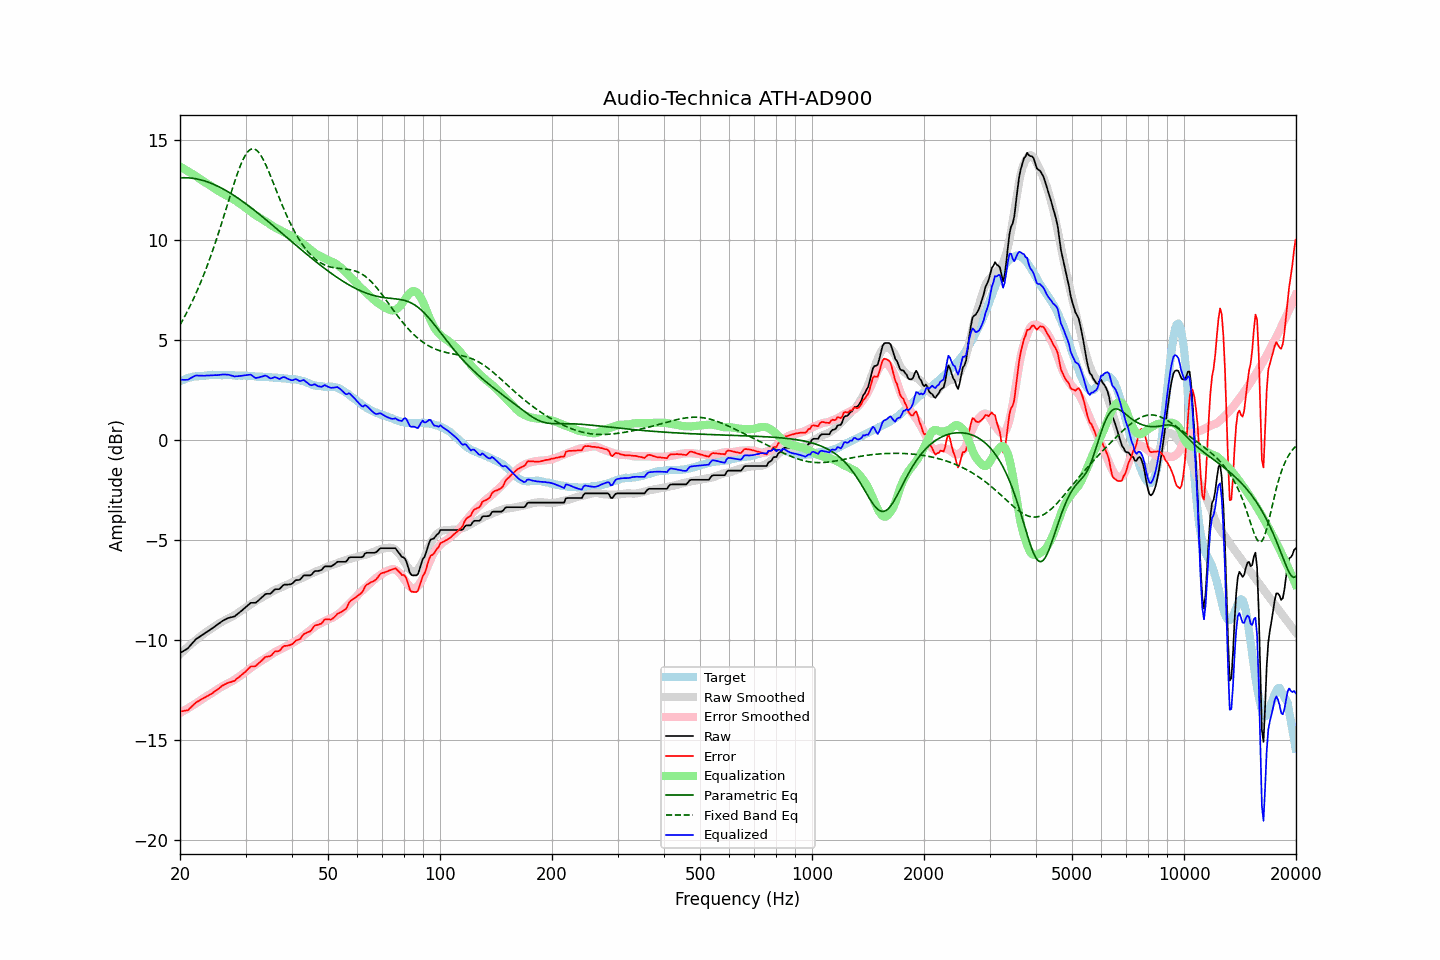 Audio-Technica ATH-AD900
Amplitude (dBr)
15
10
5
0
−5
−10
−15
−20
Target
Raw Smoothed
Error Smoothed
Raw
Error
Equalization
Parametric Eq
Fixed Band Eq
Equalized
20 50 100 200 500 1000 2000 5000 10000 20000
Frequency (Hz)